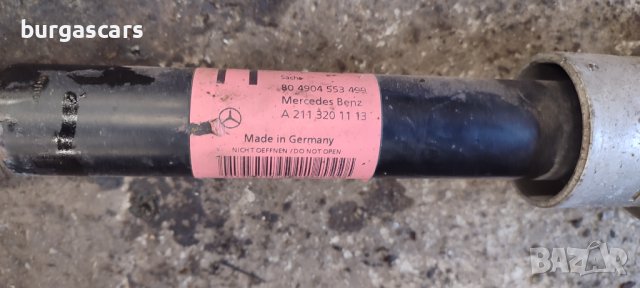 burgascars
Sachs
80 4904 553 499
Mercedes Benz
A 211 320 11 13
Made in Germany
NICHT OEFFNEN / DO NOT OPEN
BAZAR